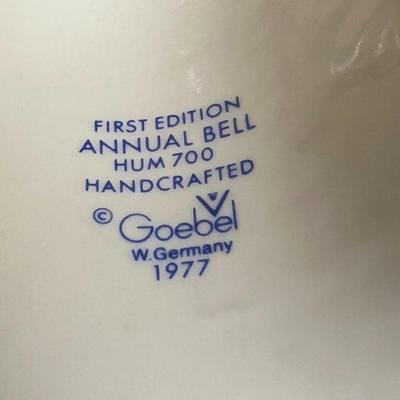 FIRST EDITION
ANNUAL BELL
HUM 700
HANDCRAFTED
© Goebel
W. Germany
1977